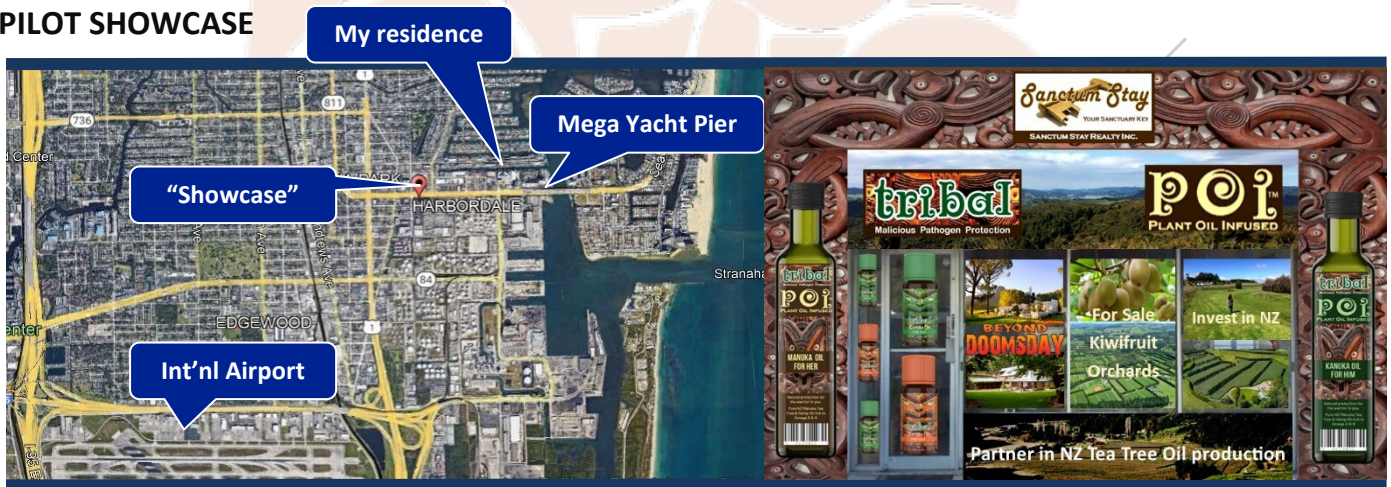 PILOT SHOWCASE
My residence
Mega Yacht Pier
"Showcase"
Int'nl Airport
736
811
1
PARK
HARBORDALE
Stranaha
84
EDGEWOOD
1
Sanctum Stay
YOUR SANCTUARY KEY
SANCTUM STAY REALTY INC.
tribal
Malicious Pathogen Protection
POi™
PLANT OIL INFUSED
BEYOND
DOOMSDAY
For Sale
Kiwifruit
Orchards
Invest in NZ
Partner in NZ Tea Tree Oil production
tribal
POi
PLANT OIL INFUSED
MANUKA OIL
FOR HER
tribal
POi
PLANT OIL INFUSED
KANUKA OIL
FOR HIM